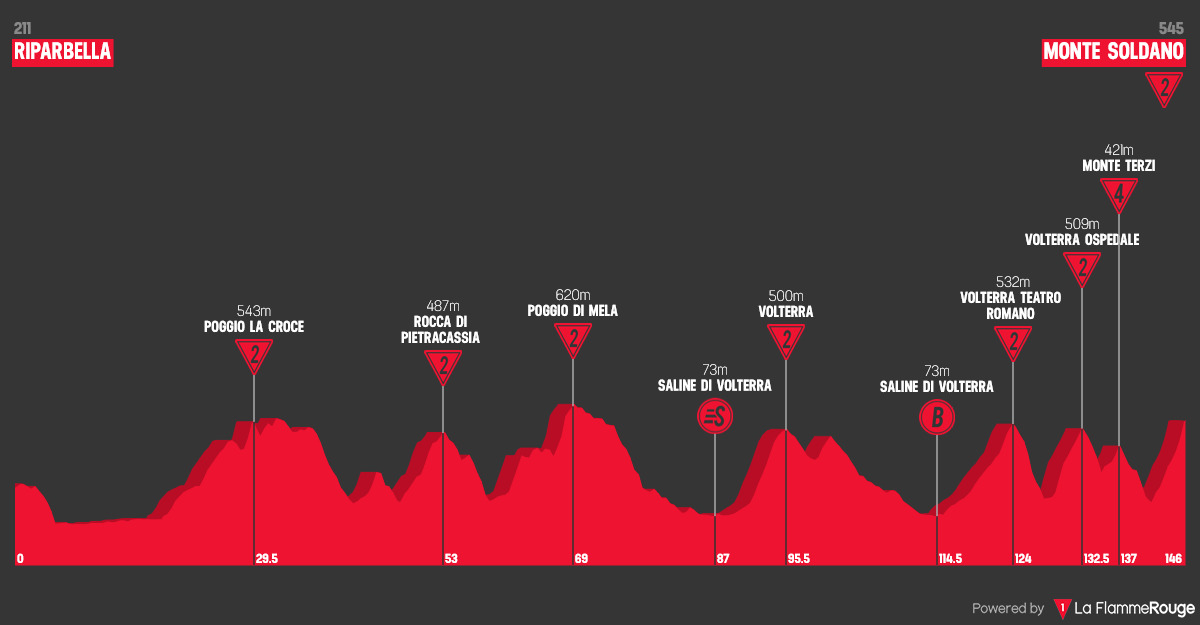 211
RIPARBELLA
545
MONTE SOLDANO
2
421m
MONTE TERZI
4
509m
VOLTERRA OSPEDALE
2
532m
VOLTERRA TEATRO
ROMANO
2
543m
POGGIO LA CROCE
2
487m
ROCCA DI
PIETRACASSIA
2
620m
POGGIO DI MELA
2
73m
SALINE DI VOLTERRA
S
500m
VOLTERRA
2
73m
SALINE DI VOLTERRA
B
0 29.5 53 69 87 95.5 114.5 124 132.5 137 146
Powered by 1 La FlammeRouge